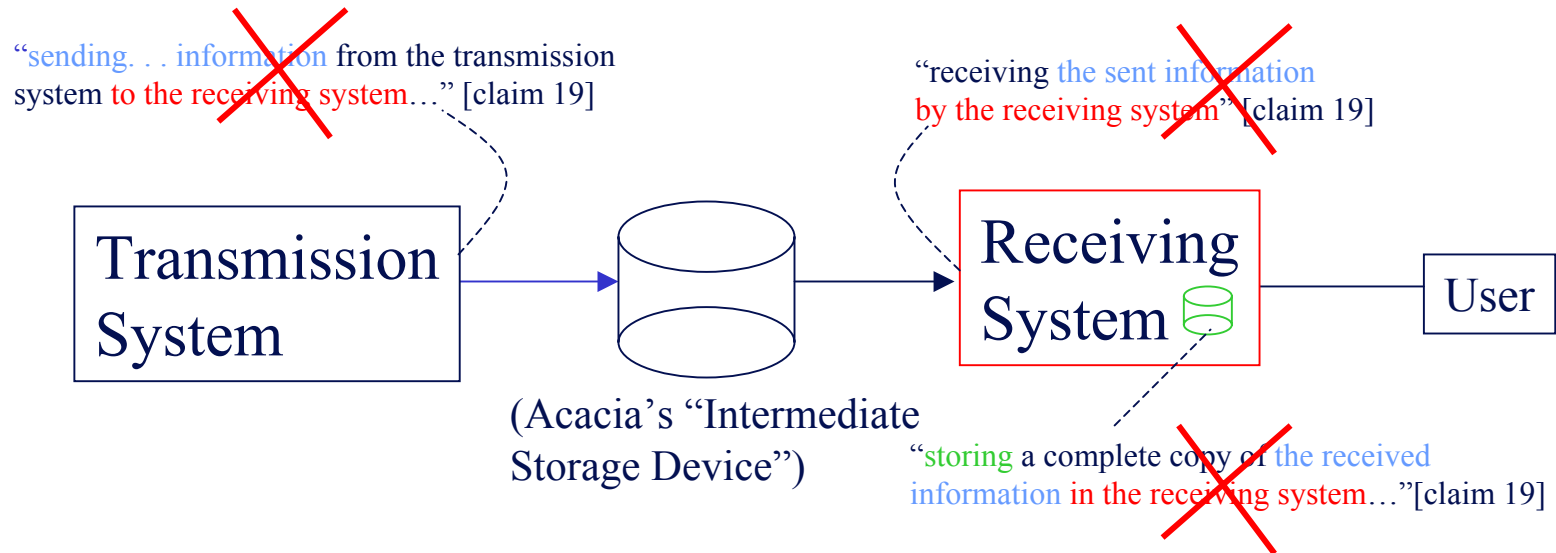 “sending. . . information from the transmission
system to the receiving system…” [claim 19]
“receiving the sent information
by the receiving system” [claim 19]
Transmission
System
(Acacia’s “Intermediate
Storage Device”)
Receiving
System
User
“storing a complete copy of the received
information in the receiving system…”[claim 19]